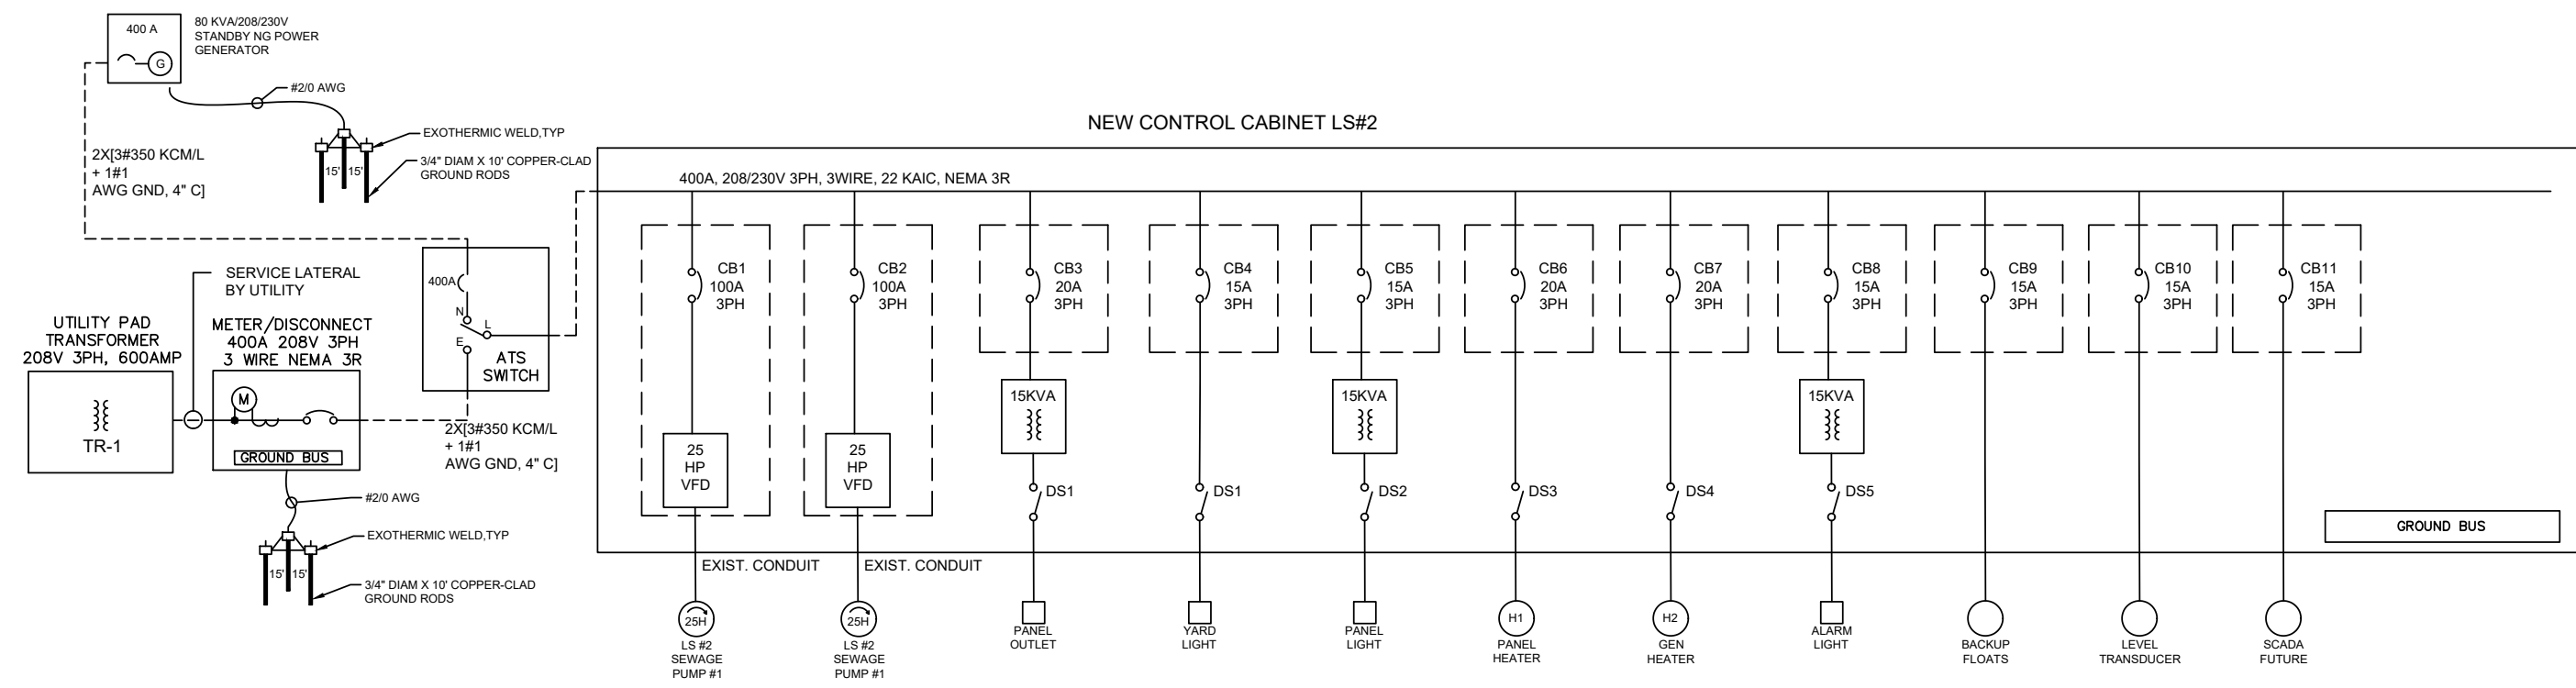 400 A
G
80 KVA/208/230V
STANDBY NG POWER
GENERATOR
#2/0 AWG
EXOTHERMIC WELD,TYP
15' 15'
3/4" DIAM X 10' COPPER-CLAD
GROUND RODS
2X[3#350 KCM/L
+ 1#1
AWG GND, 4" C]
SERVICE LATERAL
BY UTILITY
UTILITY PAD
TRANSFORMER
208V 3PH, 600AMP
TR-1
METER/DISCONNECT
400A 208V 3PH
3 WIRE NEMA 3R
M
GROUND BUS
400A
N
L
E
ATS
SWITCH
2X[3#350 KCM/L
+ 1#1
AWG GND, 4" C]
#2/0 AWG
EXOTHERMIC WELD,TYP
15' 15'
3/4" DIAM X 10' COPPER-CLAD
GROUND RODS
NEW CONTROL CABINET LS#2
400A, 208/230V 3PH, 3WIRE, 22 KAIC, NEMA 3R
CB1
100A
3PH
25
HP
VFD
EXIST. CONDUIT
25H
LS #2
SEWAGE
PUMP #1
CB2
100A
3PH
25
HP
VFD
EXIST. CONDUIT
25H
LS #2
SEWAGE
PUMP #1
CB3
20A
3PH
15KVA
DS1
PANEL
OUTLET
CB4
15A
3PH
DS1
YARD
LIGHT
CB5
15A
3PH
15KVA
DS2
PANEL
LIGHT
CB6
20A
3PH
DS3
H1
PANEL
HEATER
CB7
20A
3PH
DS4
H2
GEN
HEATER
CB8
15A
3PH
15KVA
DS5
ALARM
LIGHT
CB9
15A
3PH
BACKUP
FLOATS
CB10
15A
3PH
LEVEL
TRANSDUCER
CB11
15A
3PH
SCADA
FUTURE
GROUND BUS